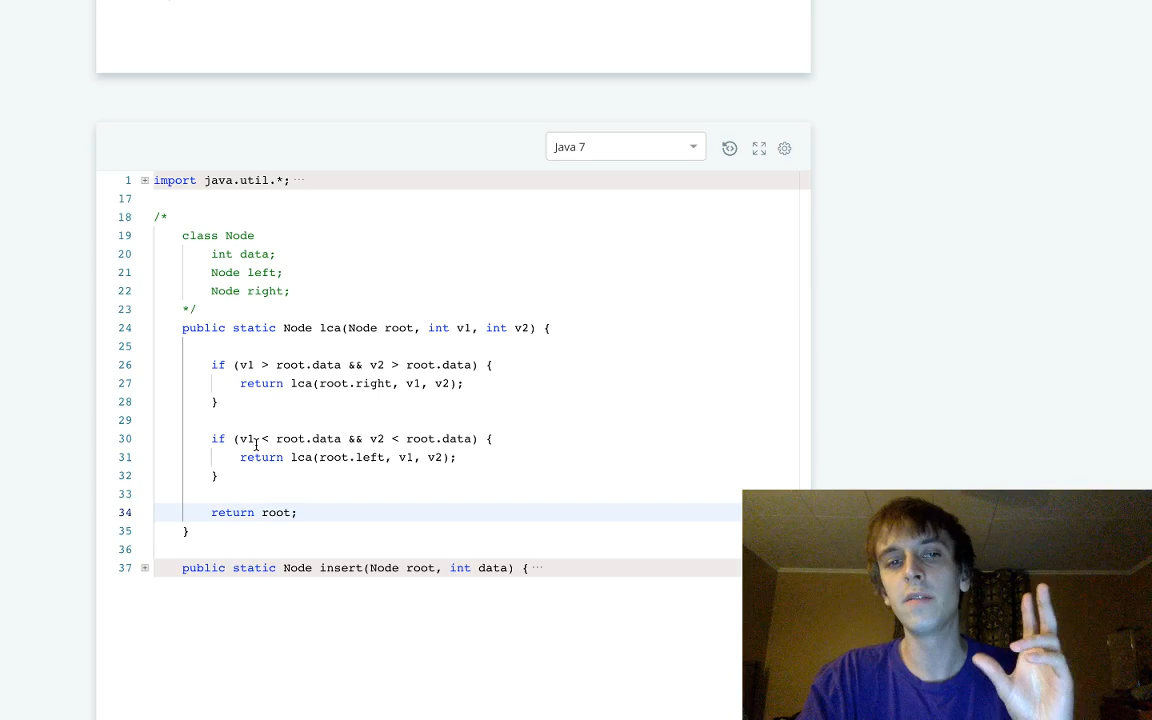 Java 7
1 import java.util.*; ...
17
18 /*
19 class Node
20 int data;
21 Node left;
22 Node right;
23 */
24 public static Node lca(Node root, int v1, int v2) {
25
26 if (v1 > root.data && v2 > root.data) {
27 return lca(root.right, v1, v2);
28 }
29
30 if (v1 < root.data && v2 < root.data) {
31 return lca(root.left, v1, v2);
32 }
33
34 return root;
35 }
36
37 public static Node insert(Node root, int data) { ...